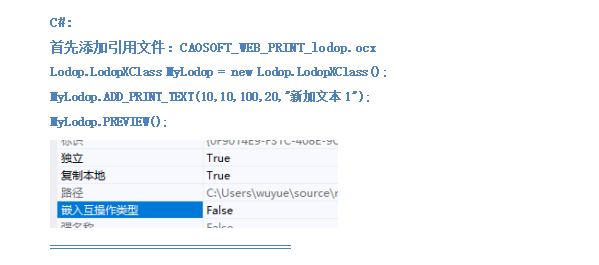 C#:
首先添加引用文件：CAOSOFT_WEB_PRINT_lodop.ocx
Lodop.LodopXClass MyLodop = new Lodop.LodopXClass();
MyLodop.ADD_PRINT_TEXT(10,10,100,20,"新加文本1");
MyLodop.PREVIEW();
标识 {0F9014E9-F31C-408E-9C
独立 True
复制本地 True
路径 C:\Users\wuyue\source\r
嵌入互操作类型 False
强名称 False